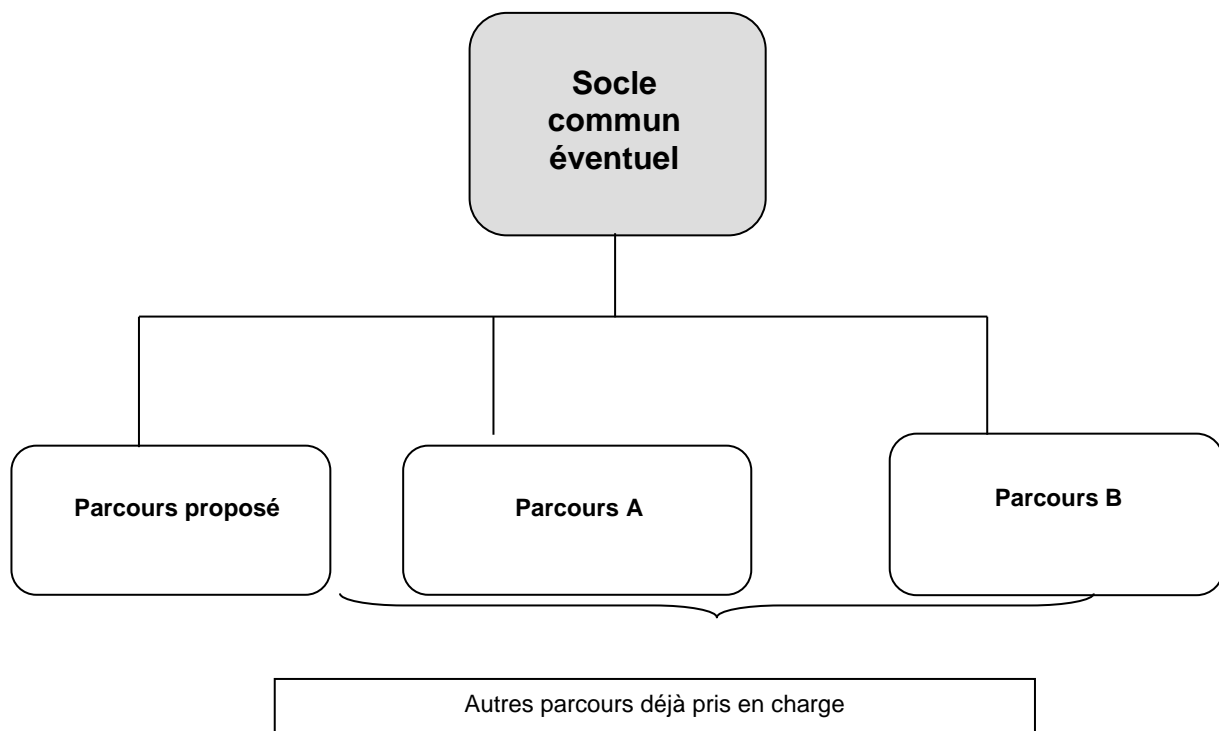 Socle
commun
éventuel
Parcours proposé
Parcours A
Parcours B
Autres parcours déjà pris en charge